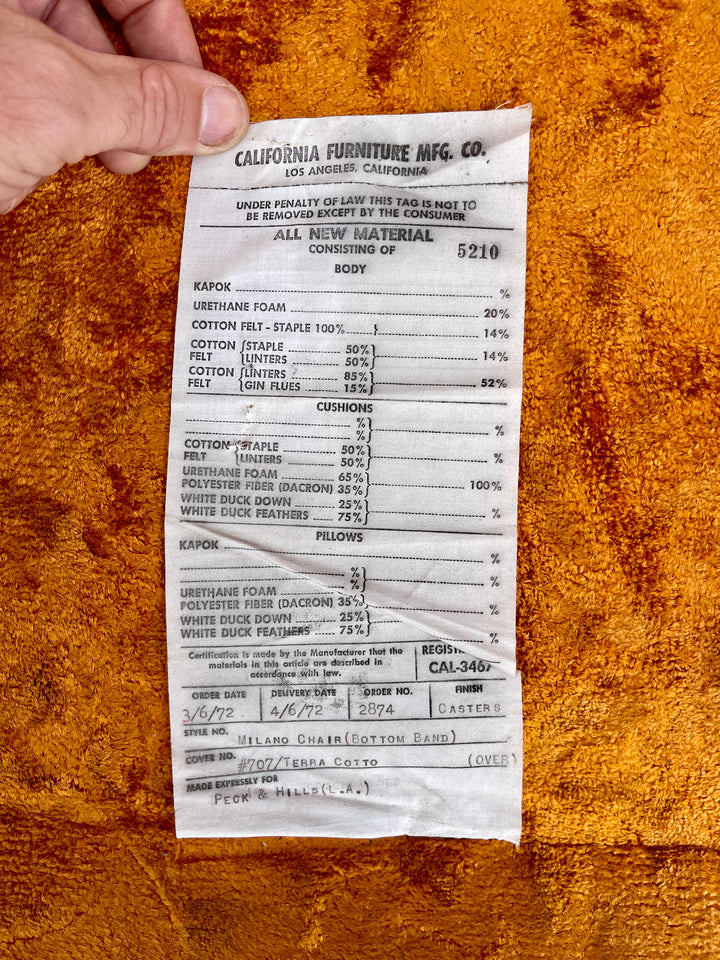 CALIFORNIA FURNITURE MFG. CO.
LOS ANGELES, CALIFORNIA
UNDER PENALTY OF LAW THIS TAG IS NOT TO
BE REMOVED EXCEPT BY THE CONSUMER
ALL NEW MATERIAL
CONSISTING OF 5210
BODY
KAPOK %
URETHANE FOAM 20%
COTTON FELT - STAPLE 100% } 14%
COTTON { STAPLE 50% }
FELT { LINTERS 50% } 14%
COTTON { LINTERS 85% }
FELT { GIN FLUES 15% } 52%
CUSHIONS
% }
% } %
COTTON { STAPLE 50% }
FELT { LINTERS 50% } %
URETHANE FOAM 65% }
POLYESTER FIBER (DACRON) 35% } 100%
WHITE DUCK DOWN 25% }
WHITE DUCK FEATHERS 75% } %
PILLOWS
KAPOK %
% }
% } %
URETHANE FOAM
POLYESTER FIBER (DACRON) 35% } %
WHITE DUCK DOWN 25% }
WHITE DUCK FEATHERS 75% } %
Certification is made by the Manufacturer that the
materials in this article are described in
accordance with law.
CAL-3467
ORDER DATE DELIVERY DATE ORDER NO. FINISH
3/6/72 4/6/72 2874 CASTERS
STYLE NO. MILANO CHAIR(BOTTOM BAND)
COVER NO. #707/TERRA COTTO (OVER)
MADE EXPRESSLY FOR
PECK & HILLS(L.A.)